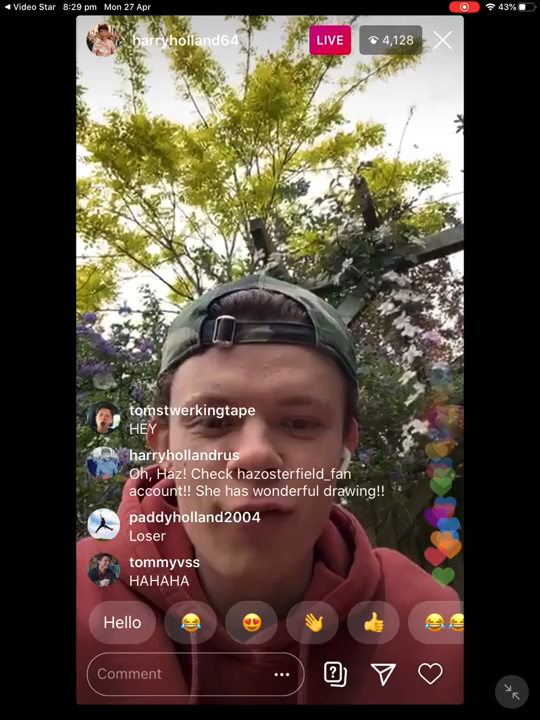 Video Star 8:29 pm Mon 27 Apr 43%
harryholland64 LIVE 4,128
tomstwerkingtape
HEY
harryhollandrus
Oh, Haz! Check hazosterfield_fan
account!! She has wonderful drawing!!
paddyholland2004
Loser
tommyvss
HAHAHA
Hello
Comment